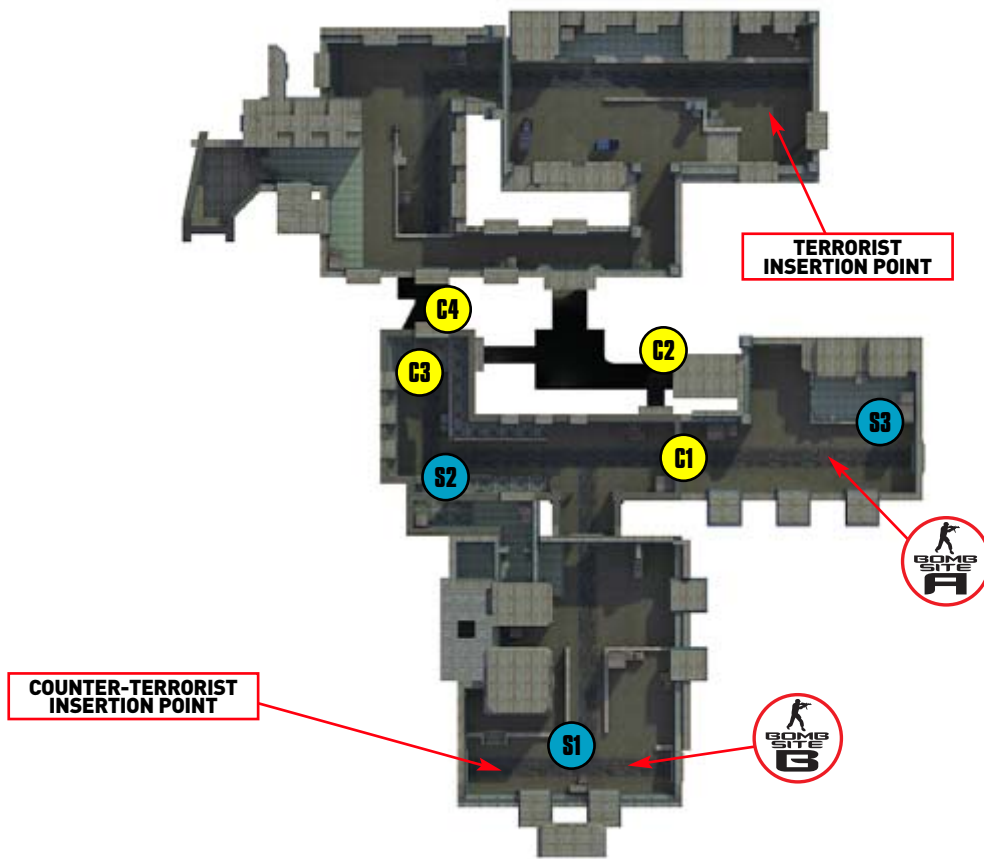 TERRORIST
INSERTION POINT
C4
C2
C3
S3
C1
S2
BOMB
SITE
A
COUNTER-TERRORIST
INSERTION POINT
S1
BOMB
SITE
B